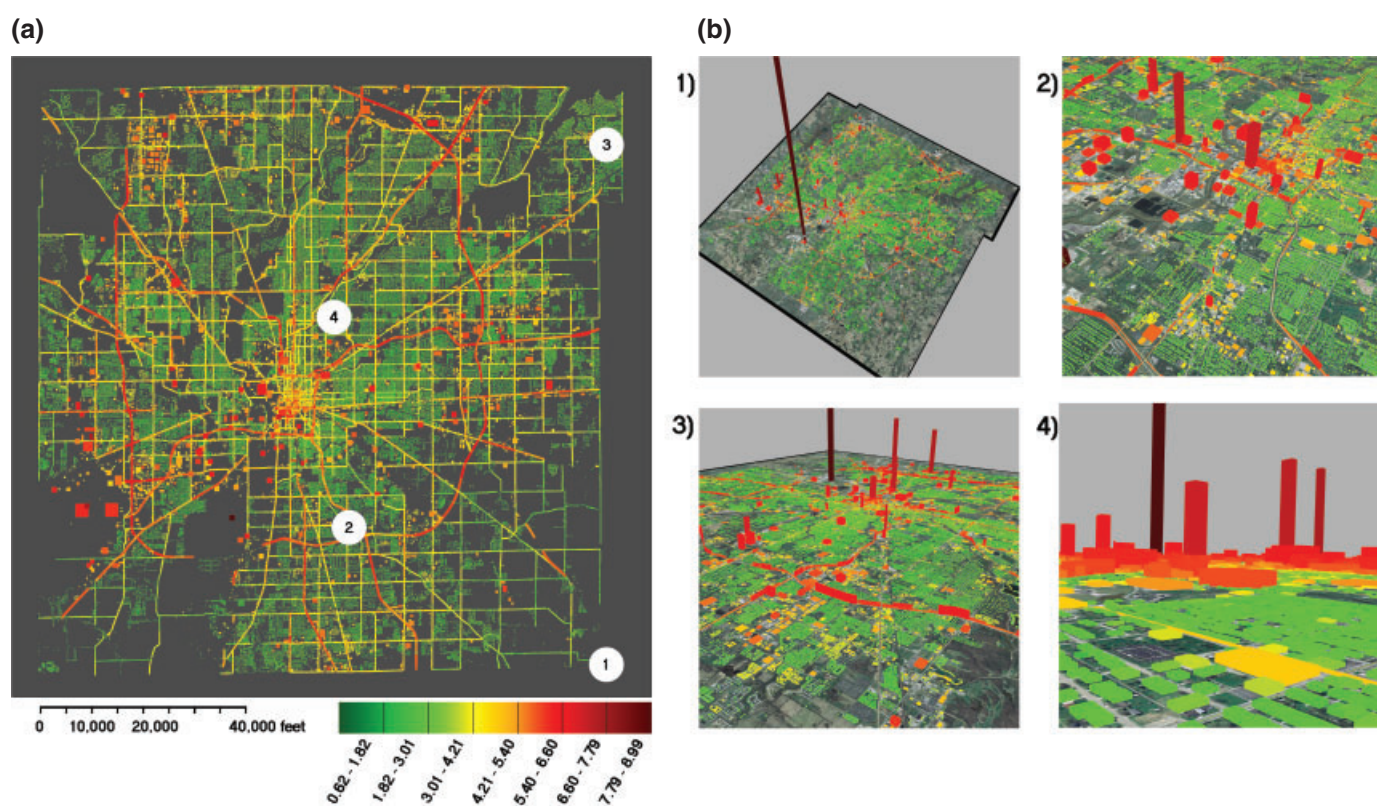 (a)
(b)
1)
2)
3
4
2
1
3)
4)
0 10,000 20,000 40,000 feet
0.62 - 1.82
1.82 - 3.01
3.01 - 4.21
4.21 - 5.40
5.40 - 6.60
6.60 - 7.79
7.79 - 8.99